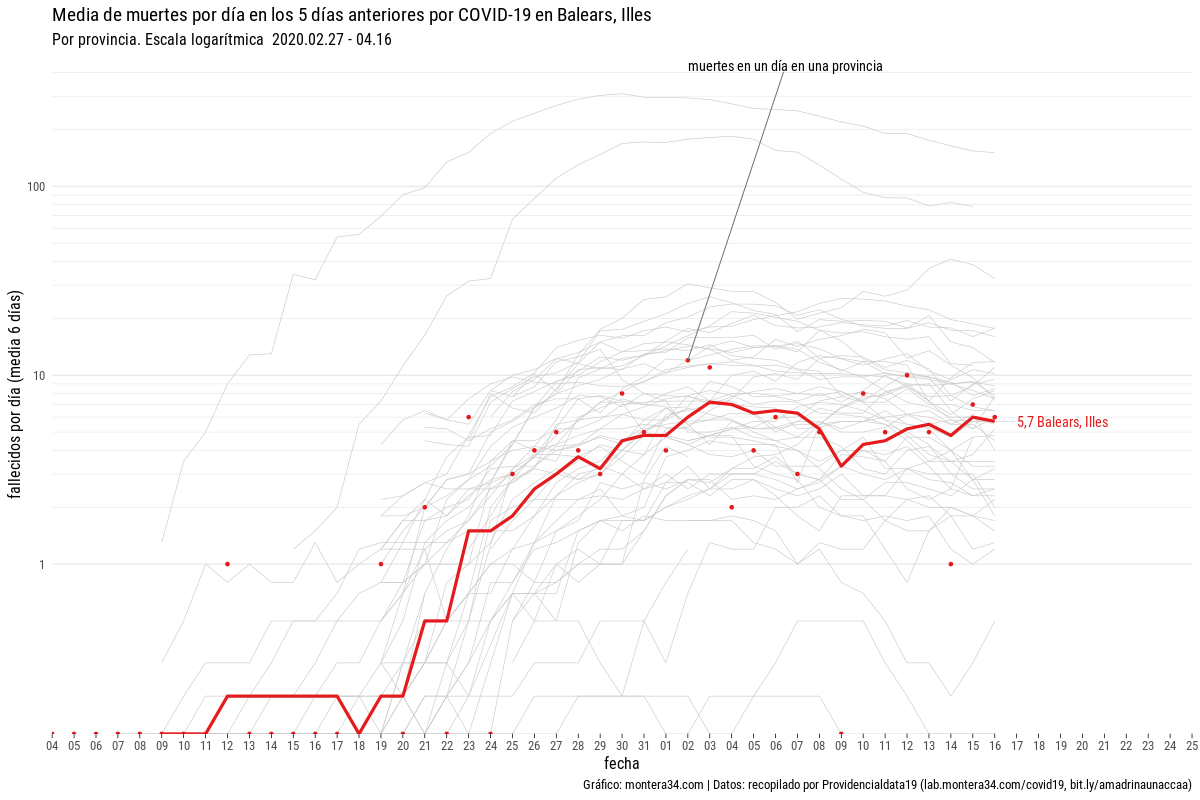 Media de muertes por día en los 5 días anteriores por COVID-19 en Balears, Illes
Por provincia. Escala logarítmica  2020.02.27 - 04.16
muertes en un día en una provincia
100
10
1
fallecidos por día (media 6 días)
5,7 Balears, Illes
04 05 06 07 08 09 10 11 12 13 14 15 16 17 18 19 20 21 22 23 24 25 26 27 28 29 30 31 01 02 03 04 05 06 07 08 09 10 11 12 13 14 15 16 17 18 19 20 21 22 23 24 25
fecha
Gráfico: montera34.com | Datos: recopilado por Providencialdata19 (lab.montera34.com/covid19, bit.ly/amadrinaunaccaa)